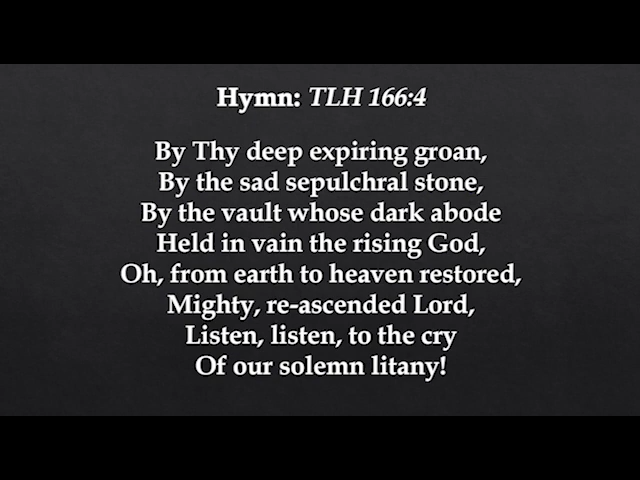 Hymn: TLH 166:4
By Thy deep expiring groan,
By the sad sepulchral stone,
By the vault whose dark abode
Held in vain the rising God,
Oh, from earth to heaven restored,
Mighty, re-ascended Lord,
Listen, listen, to the cry
Of our solemn litany!